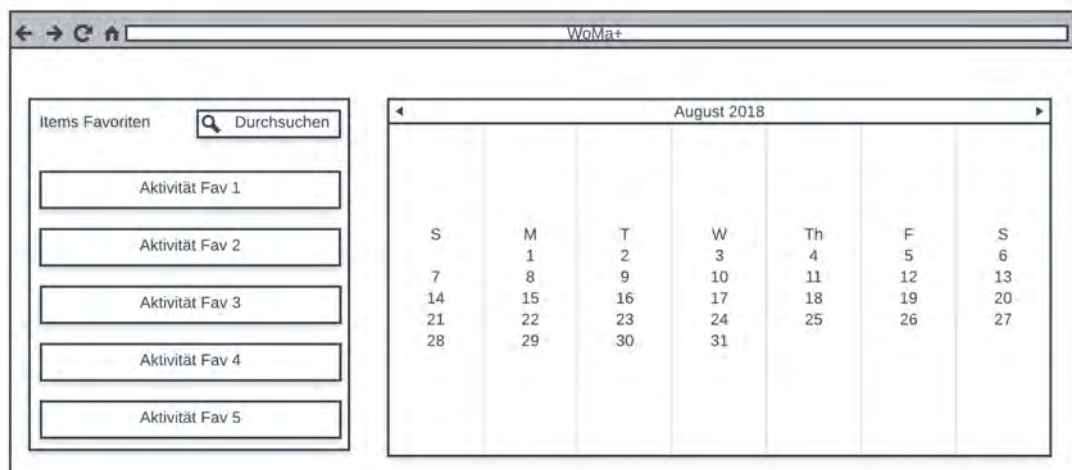 WoMa+
Items Favoriten
Durchsuchen
Aktivität Fav 1
Aktivität Fav 2
Aktivität Fav 3
Aktivität Fav 4
Aktivität Fav 5
August 2018
S M T W Th F S
1 2 3 4 5 6
7 8 9 10 11 12 13
14 15 16 17 18 19 20
21 22 23 24 25 26 27
28 29 30 31